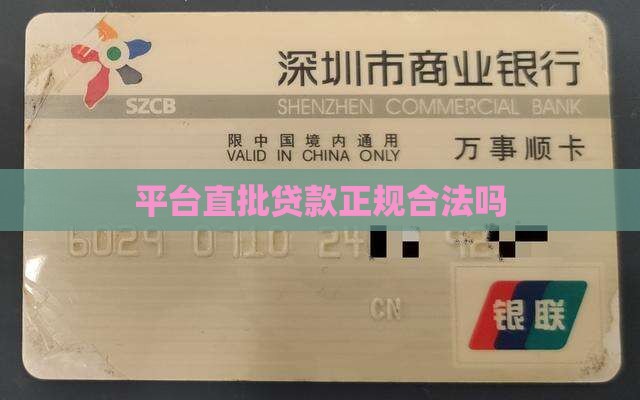 深圳市商业银行
SZCB
SHENZHEN COMMERCIAL BANK
限中国境内通用
VALID IN CHINA ONLY
万事顺卡
平台直批贷款正规合法吗
CN
银联